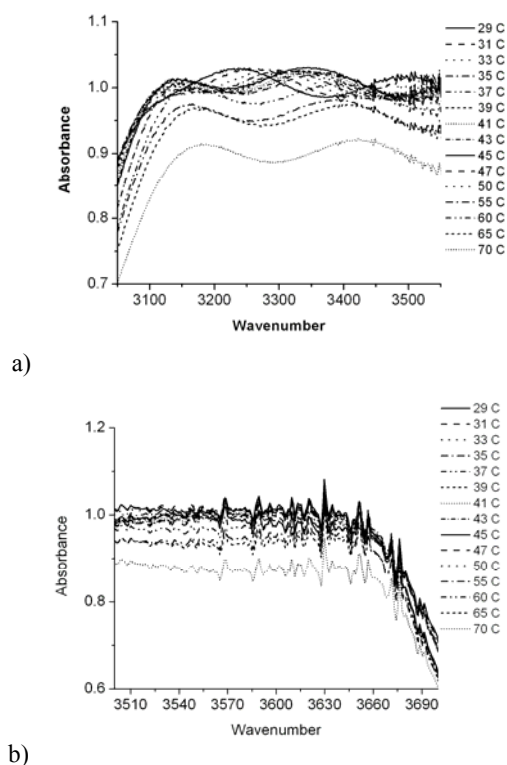 1.1
1.0
0.9
0.8
0.7
Absorbance
3100 3200 3300 3400 3500
Wavenumber
29 C
31 C
33 C
35 C
37 C
39 C
41 C
43 C
45 C
47 C
50 C
55 C
60 C
65 C
70 C
a)
1.2
1.0
0.8
0.6
Absorbance
3510 3540 3570 3600 3630 3660 3690
Wavenumber
29 C
31 C
33 C
35 C
37 C
39 C
41 C
43 C
45 C
47 C
50 C
55 C
60 C
65 C
70 C
b)